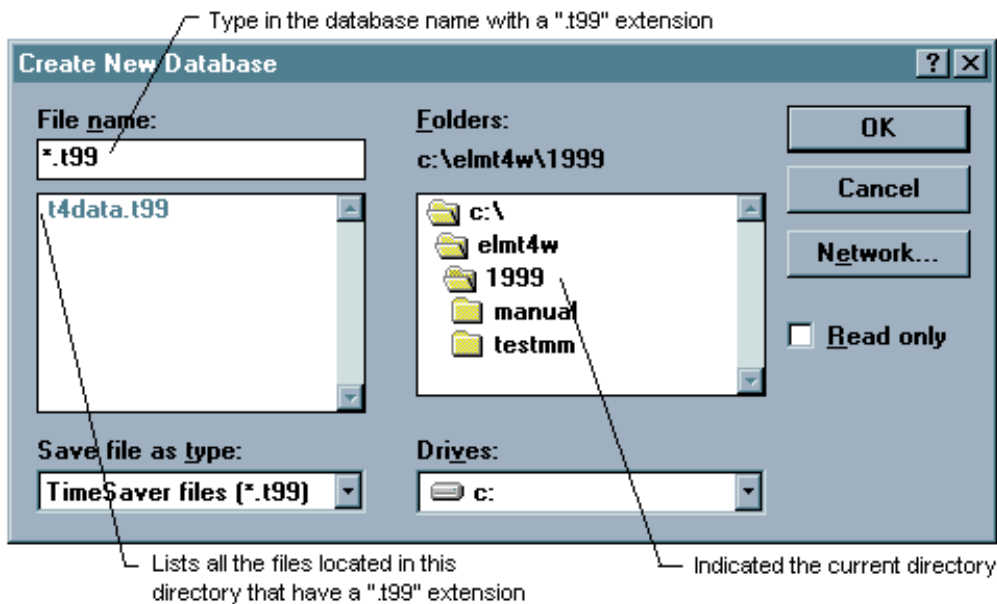 Type in the database name with a ".t99" extension
Create New Database
?
File name:
*.t99
t4data.t99
Folders:
c:\elmt4w\1999
c:\
elmt4w
1999
manual
testmm
OK
Cancel
Network...
Read only
Save file as type:
TimeSaver files (*.t99)
Drives:
c:
Lists all the files located in this
directory that have a ".t99" extension
Indicated the current directory